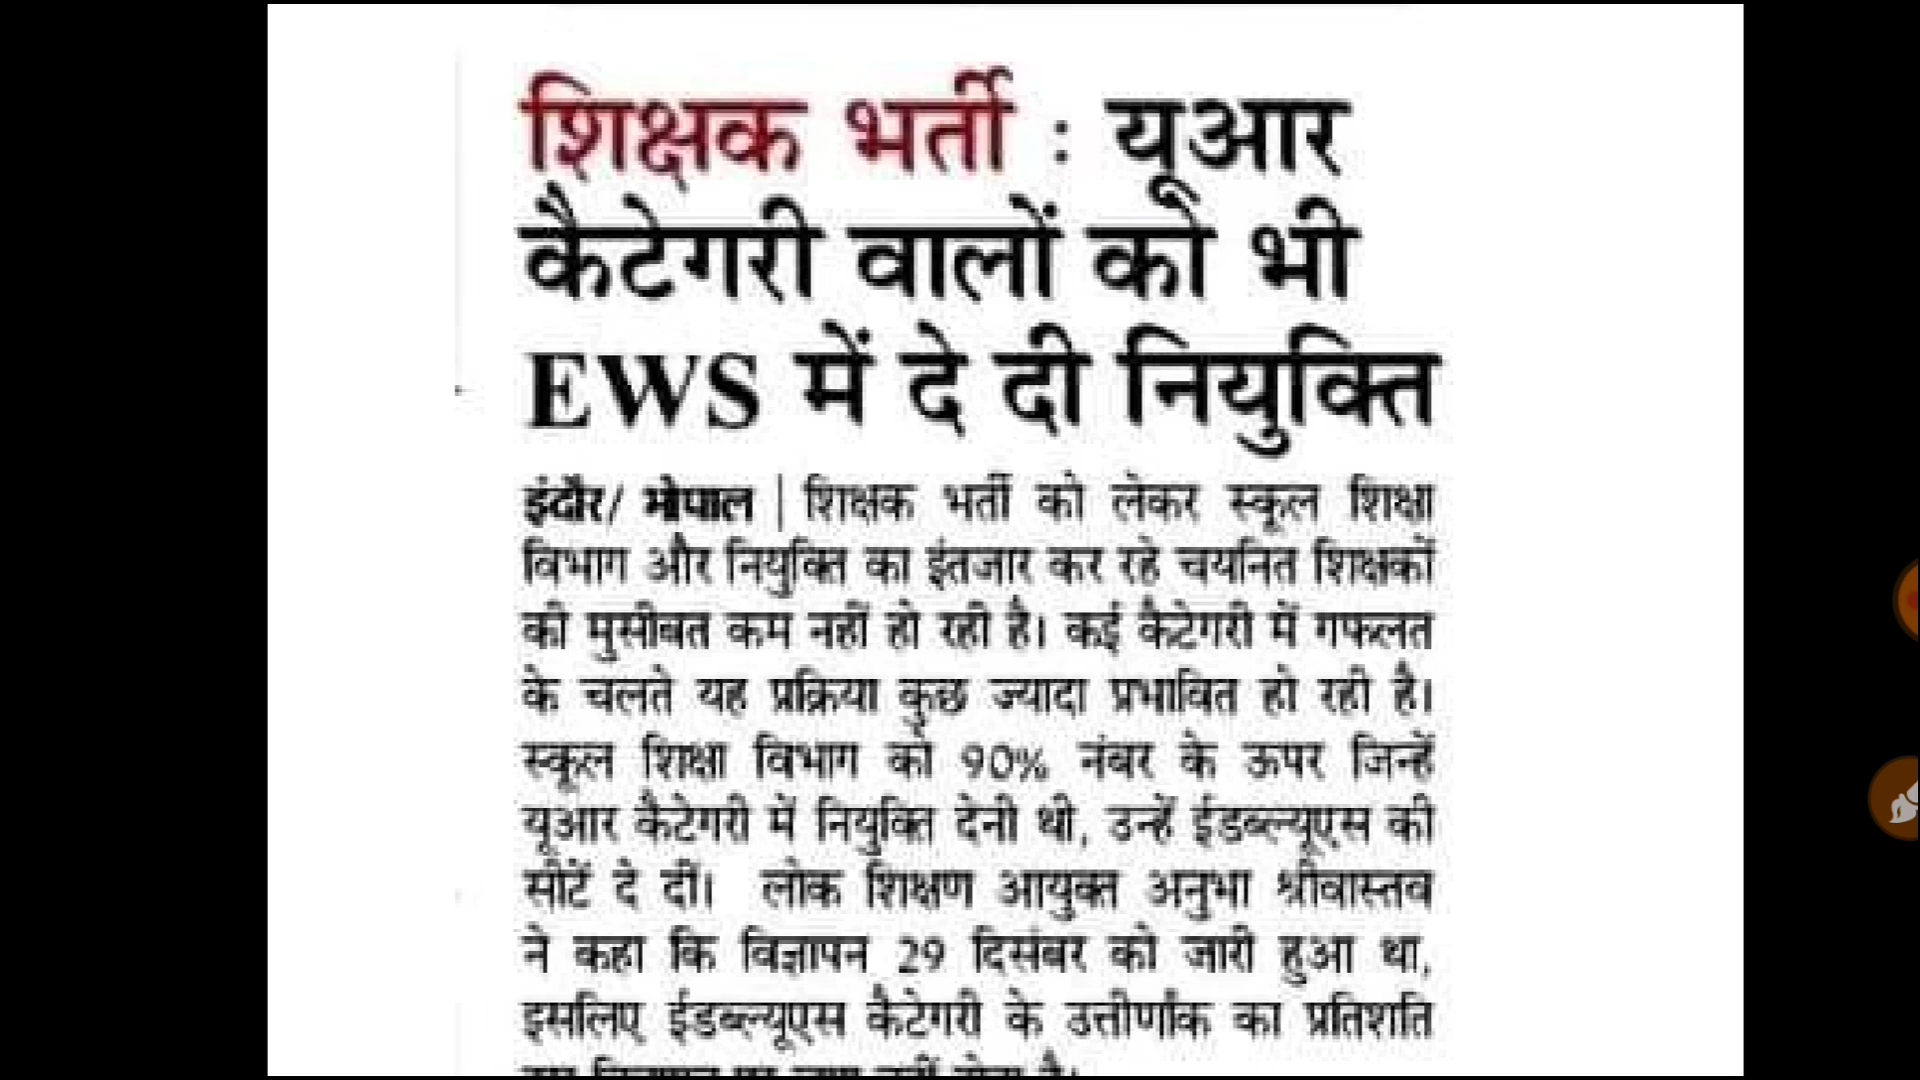 शिक्षक भर्ती : यूआर
कैटेगरी वालों को भी
EWS में दे दी नियुक्ति
इंदौर/ भोपाल | शिक्षक भर्ती को लेकर स्कूल शिक्षा
विभाग और नियुक्ति का इंतजार कर रहे चयनित शिक्षकों
की मुसीबत कम नहीं हो रही है। कई कैटेगरी में गफलत
के चलते यह प्रक्रिया कुछ ज्यादा प्रभावित हो रही है।
स्कूल शिक्षा विभाग को 90% नंबर के ऊपर जिन्हें
यूआर कैटेगरी में नियुक्ति देनी थी, उन्हें ईडब्ल्यूएस की
सीटें दे दीं। लोक शिक्षण आयुक्त अनुभा श्रीवास्तव
ने कहा कि विज्ञापन 29 दिसंबर को जारी हुआ था,
इसलिए ईडब्ल्यूएस कैटेगरी के उत्तीर्णांक का प्रतिशति